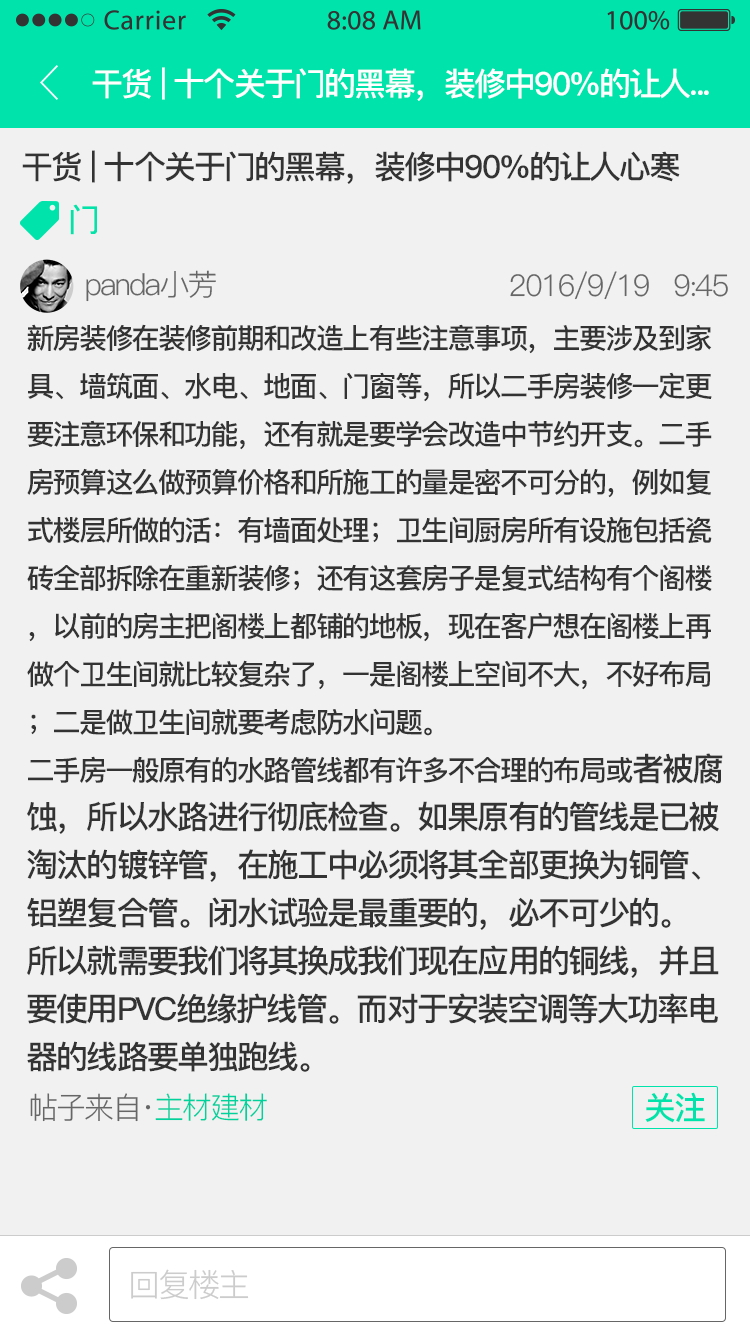 Carrier 8:08 AM 100%
干货 | 十个关于门的黑幕，装修中90%的让人...
干货 | 十个关于门的黑幕，装修中90%的让人心寒
门
panda小芳 2016/9/19 9:45
新房装修在装修前期和改造上有些注意事项，主要涉及到家
具、墙筑面、水电、地面、门窗等，所以二手房装修一定更
要注意环保和功能，还有就是要学会改造中节约开支。二手
房预算这么做预算价格和所施工的量是密不可分的，例如复
式楼层所做的活：有墙面处理；卫生间厨房所有设施包括瓷
砖全部拆除在重新装修；还有这套房子是复式结构有个阁楼
，以前的房主把阁楼上都铺的地板，现在客户想在阁楼上再
做个卫生间就比较复杂了，一是阁楼上空间不大，不好布局
；二是做卫生间就要考虑防水问题。
二手房一般原有的水路管线都有许多不合理的布局或者被腐
蚀，所以水路进行彻底检查。如果原有的管线是已被
淘汰的镀锌管，在施工中必须将其全部更换为铜管、
铝塑复合管。闭水试验是最重要的，必不可少的。
所以就需要我们将其换成我们现在应用的铜线，并且
要使用PVC绝缘护线管。而对于安装空调等大功率电
器的线路要单独跑线。
帖子来自·主材建材 关注
回复楼主